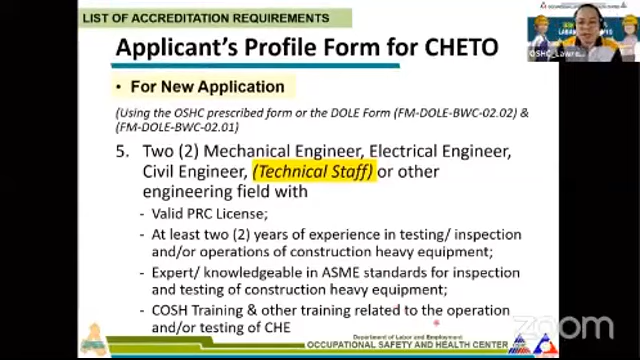 LIST OF ACCREDITATION REQUIREMENTS
Applicant's Profile Form for CHETO
• For New Application
(Using the OSHC prescribed form or the DOLE Form (FM-DOLE-BWC-02.02) &
(FM-DOLE-BWC-02.01)
5. Two (2) Mechanical Engineer, Electrical Engineer,
Civil Engineer, (Technical Staff) or other
engineering field with
- Valid PRC License;
- At least two (2) years of experience in testing/ inspection
and/or operations of construction heavy equipment;
- Expert/ knowledgeable in ASME standards for inspection
and testing of construction heavy equipment;
- COSH Training & other training related to the operation
and/or testing of CHE
Department of Labor and Employment
OCCUPATIONAL SAFETY AND HEALTH CENTER
zoom